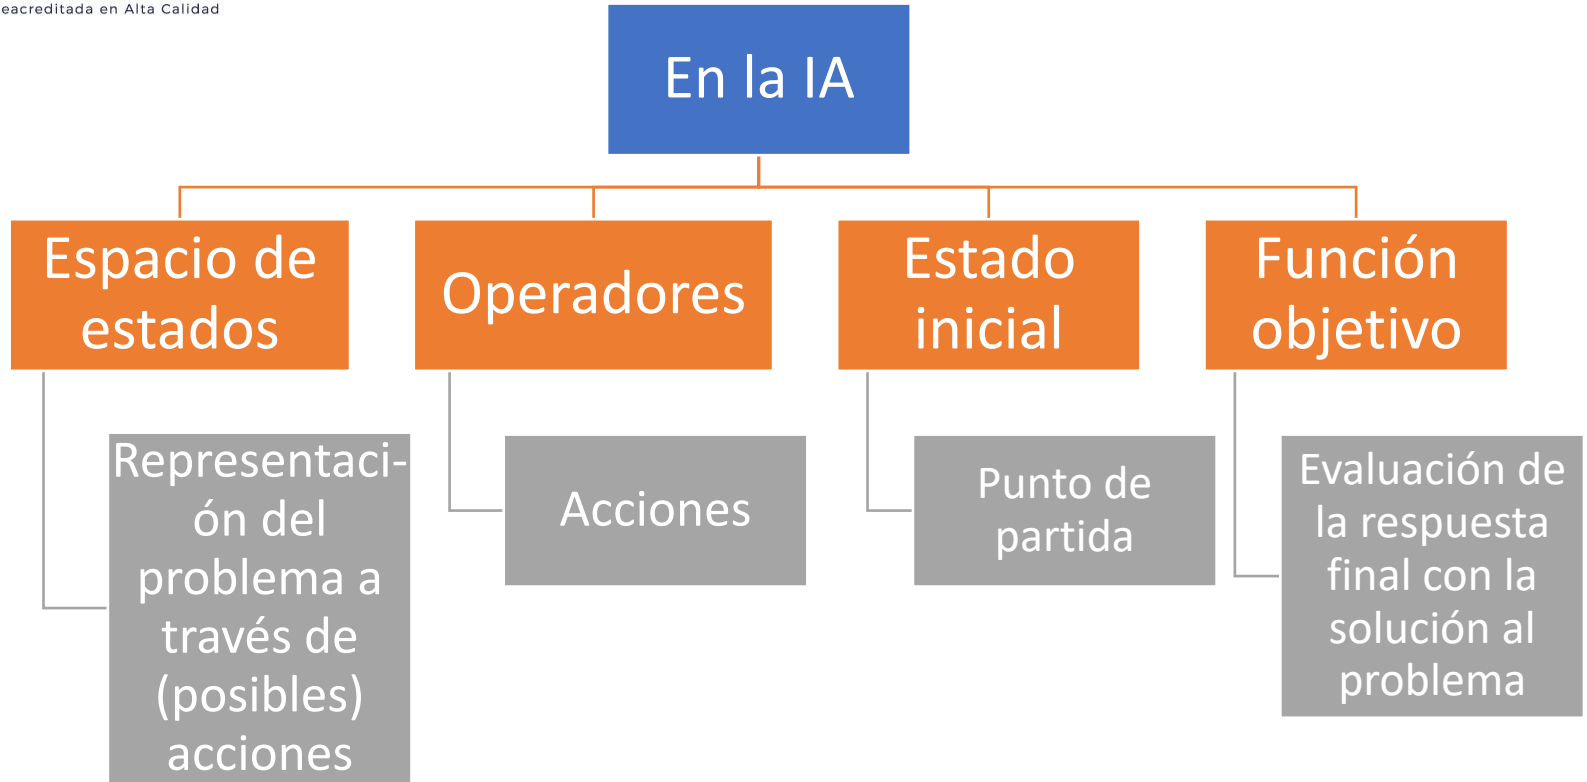 eacreditada en Alta Calidad
En la IA
Espacio de
estados
Operadores
Estado
inicial
Función
objetivo
Representaci-
ón del
problema a
través de
(posibles)
acciones
Acciones
Punto de
partida
Evaluación de
la respuesta
final con la
solución al
problema